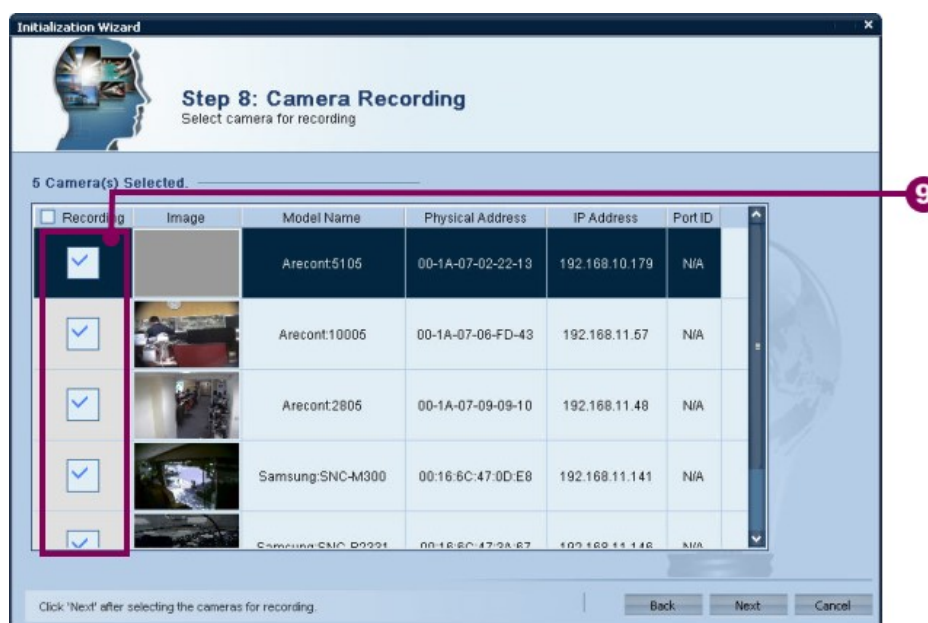 Initialization Wizard
x
Step 8: Camera Recording
Select camera for recording
5 Camera(s) Selected.
9
Recording Image Model Name Physical Address IP Address Port ID
Arecont:5105 00-1A-07-02-22-13 192.168.10.179 N/A
Arecont:10005 00-1A-07-06-FD-43 192.168.11.57 N/A
Arecont:2805 00-1A-07-09-09-10 192.168.11.48 N/A
Samsung:SNC-M300 00:16:6C:47:0D:E8 192.168.11.141 N/A
192.168.11.146 N/A
Click 'Next' after selecting the cameras for recording.
Back Next Cancel